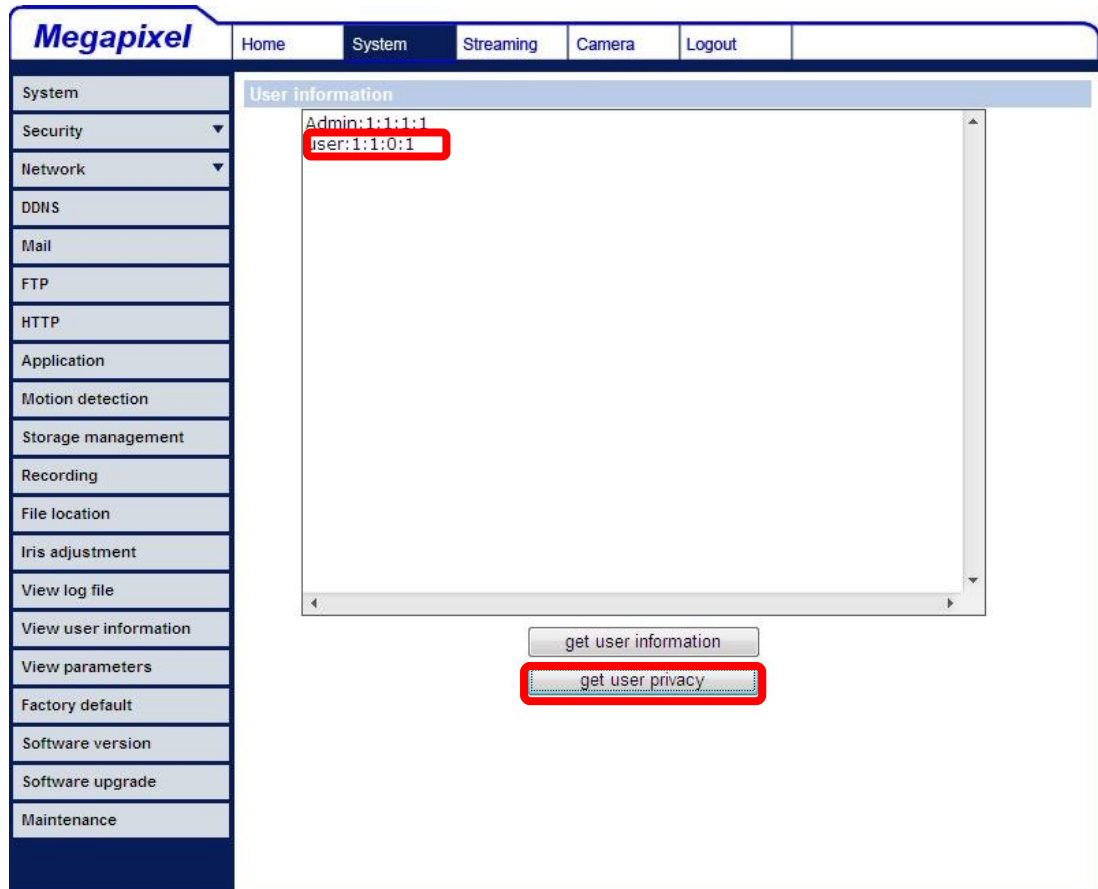 Megapixel
Home System Streaming Camera Logout
System
Security
Network
DDNS
Mail
FTP
HTTP
Application
Motion detection
Storage management
Recording
File location
Iris adjustment
View log file
View user information
View parameters
Factory default
Software version
Software upgrade
Maintenance
User information
Admin:1:1:1:1
user:1:1:0:1
get user information
get user privacy